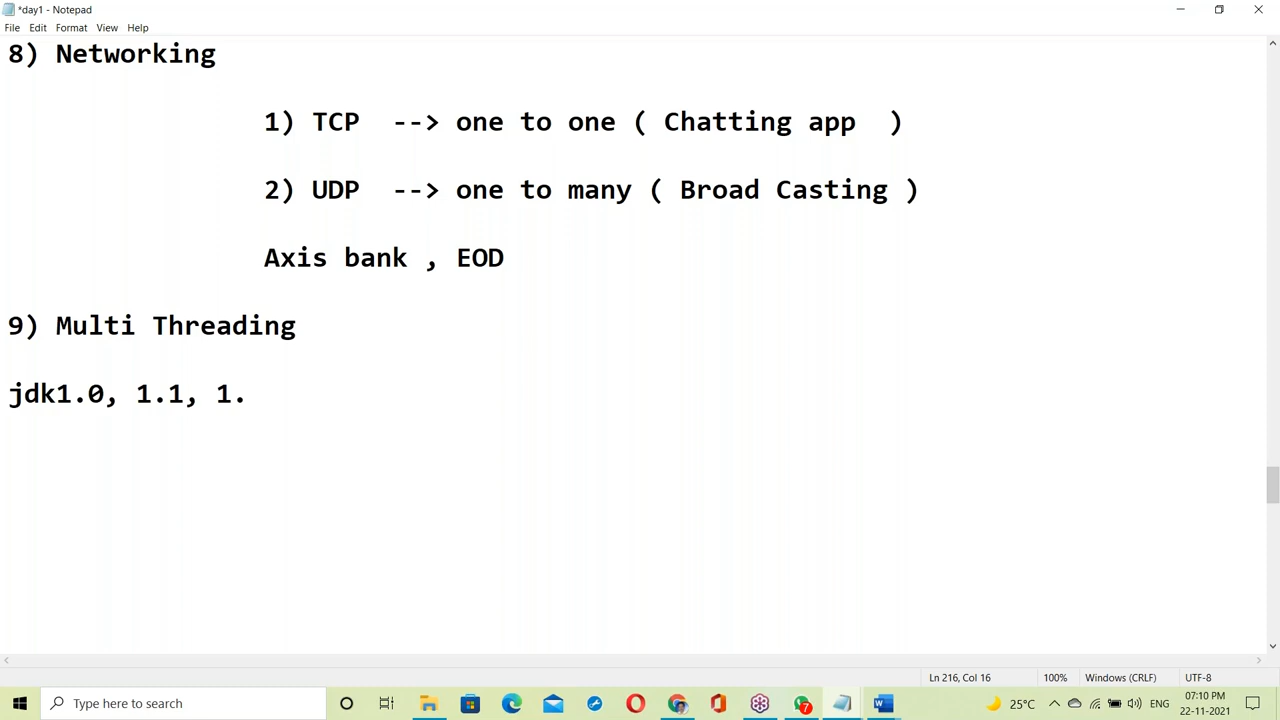 *day1 - Notepad
File Edit Format View Help
8) Networking
1) TCP --> one to one ( Chatting app )
2) UDP --> one to many ( Broad Casting )
Axis bank , EOD
9) Multi Threading
jdk1.0, 1.1, 1.
Ln 216, Col 16 100% Windows (CRLF) UTF-8
Type here to search 7 25°C ENG 07:10 PM
22-11-2021